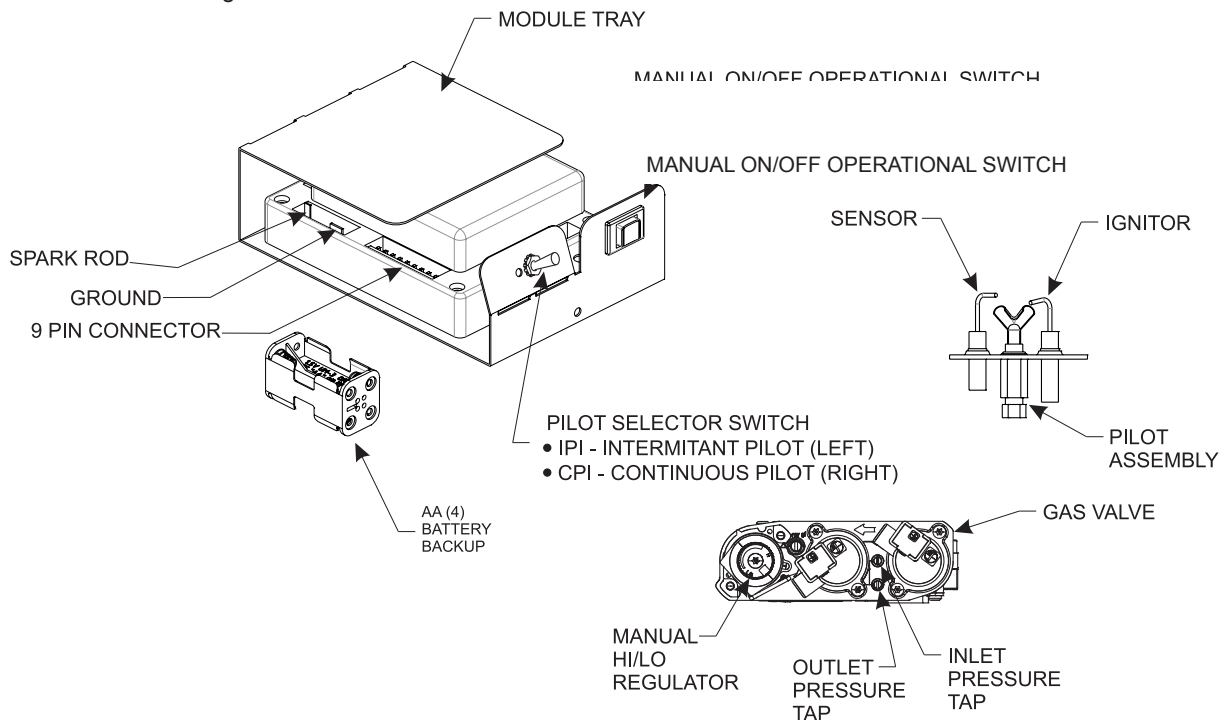 MODULE TRAY
MANUAL ON/OFF OPERATIONAL SWITCH
MANUAL ON/OFF OPERATIONAL SWITCH
SENSOR
IGNITOR
SPARK ROD
GROUND
9 PIN CONNECTOR
PILOT SELECTOR SWITCH
• IPI - INTERMITANT PILOT (LEFT)
• CPI - CONTINUOUS PILOT (RIGHT)
PILOT
ASSEMBLY
AA (4)
BATTERY
BACKUP
GAS VALVE
MANUAL
HI/LO
REGULATOR
OUTLET
PRESSURE
TAP
INLET
PRESSURE
TAP